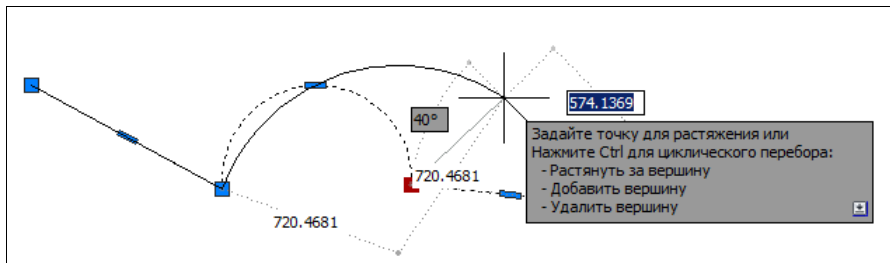 574.1369
40°
Задайте точку для растяжения или
Нажмите Ctrl для циклического перебора:
- Растянуть за вершину
- Добавить вершину
- Удалить вершину
720.4681
720.4681